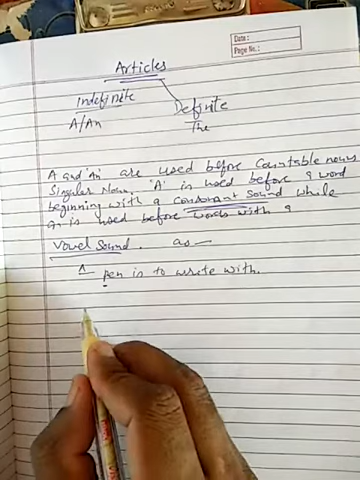 Date:
Page No.:
Articles
Indefinite
Definite
A/An
The
A and 'An' are used before Countable nouns
Singular Noun. 'A' is used before a word
beginning with a consonant Sound while
an is used before words with a
Vowel Sound. as —
A pen is to write with.